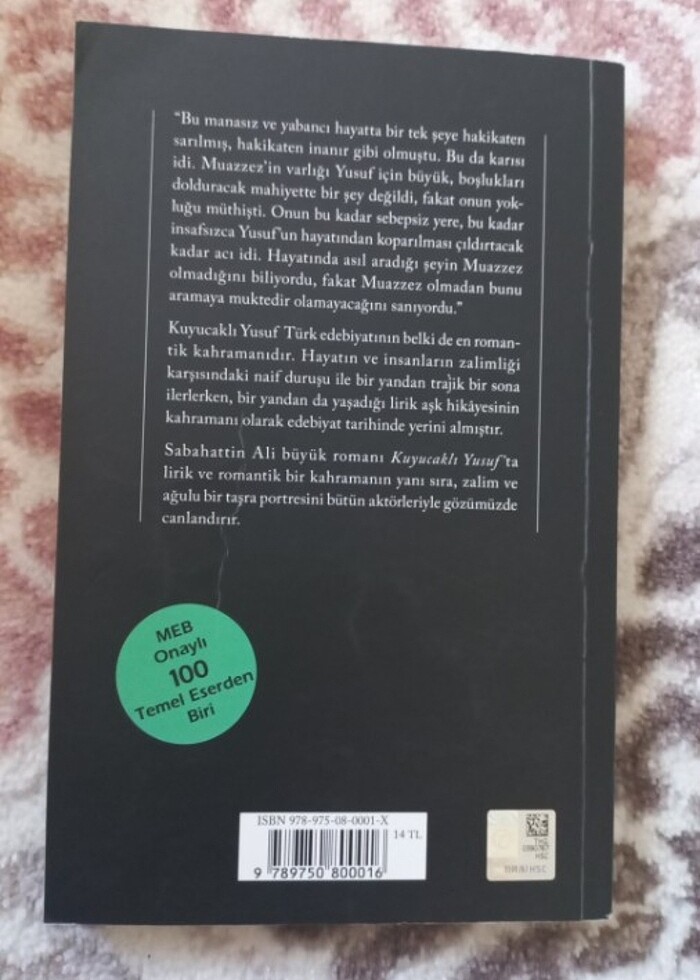 “Bu manasız ve yabancı hayatta bir tek şeye hakikaten
sarılmış, hakikaten inanır gibi olmuştu. Bu da karısı
idi. Muazzez'in varlığı Yusuf için büyük, boşlukları
dolduracak mahiyette bir şey değildi, fakat onun yok-
luğu müthişti. Onun bu kadar sebepsiz yere, bu kadar
insafsızca Yusuf'un hayatından koparılması çıldırtacak
kadar acı idi. Hayatında asıl aradığı şeyin Muazzez
olmadığını biliyordu, fakat Muazzez olmadan bunu
aramaya muktedir olamayacağını sanıyordu.”
Kuyucaklı Yusuf Türk edebiyatının belki de en roman-
tik kahramanıdır. Hayatın ve insanların zalimliği
karşısındaki naif duruşu ile bir yandan trajik bir sona
ilerlerken, bir yandan da yaşadığı lirik aşk hikâyesinin
kahramanı olarak edebiyat tarihinde yerini almıştır.
Sabahattin Ali büyük romanı Kuyucaklı Yusuf'ta
lirik ve romantik bir kahramanın yanı sıra, zalim ve
ağulu bir taşra portresini bütün aktörleriyle gözümüzde
canlandırır.
MEB
Onaylı
100
Temel Eserden
Biri
ISBN 978-975-08-0001-X
14 TL
9 789750 800016
HSC